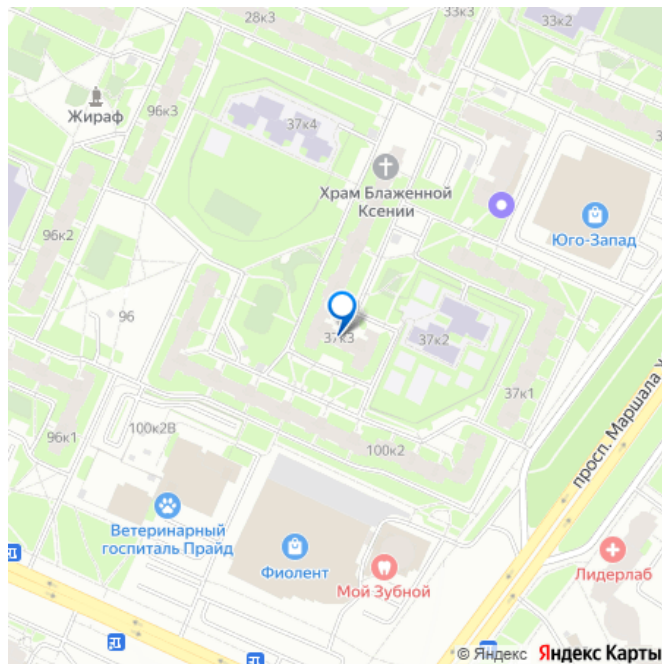 28к3
33к3
33к2
Жираф
96к3
37к4
Храм Блаженной
Ксении
Юго-Запад
96к2
96
37к3
37к2
37к1
просп. Маршала
96к1
100к2В
100к2
Ветеринарный
госпиталь Прайд
Фиолент
Мой Зубной
Лидерлаб
© Яндекс Яндекс Карты